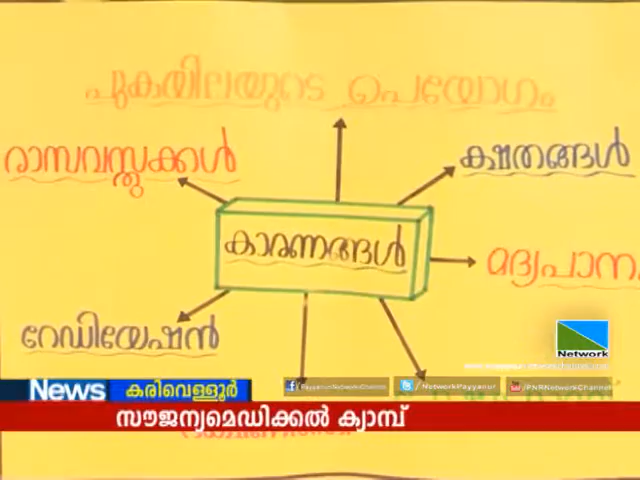 പുകയിലയുടെ പെയോഗം
രാസവസ്തുക്കൾ
ക്ഷതങ്ങൾ
കാരണങ്ങൾ
മദ്യപാന
റേഡിയേഷൻ
Network
News കരിവെള്ളൂർ
PayyanurNetworkChannel
NetworkPayyanur
PNRNetworkChannel
സൗജന്യമെഡിക്കൽ ക്യാമ്പ്